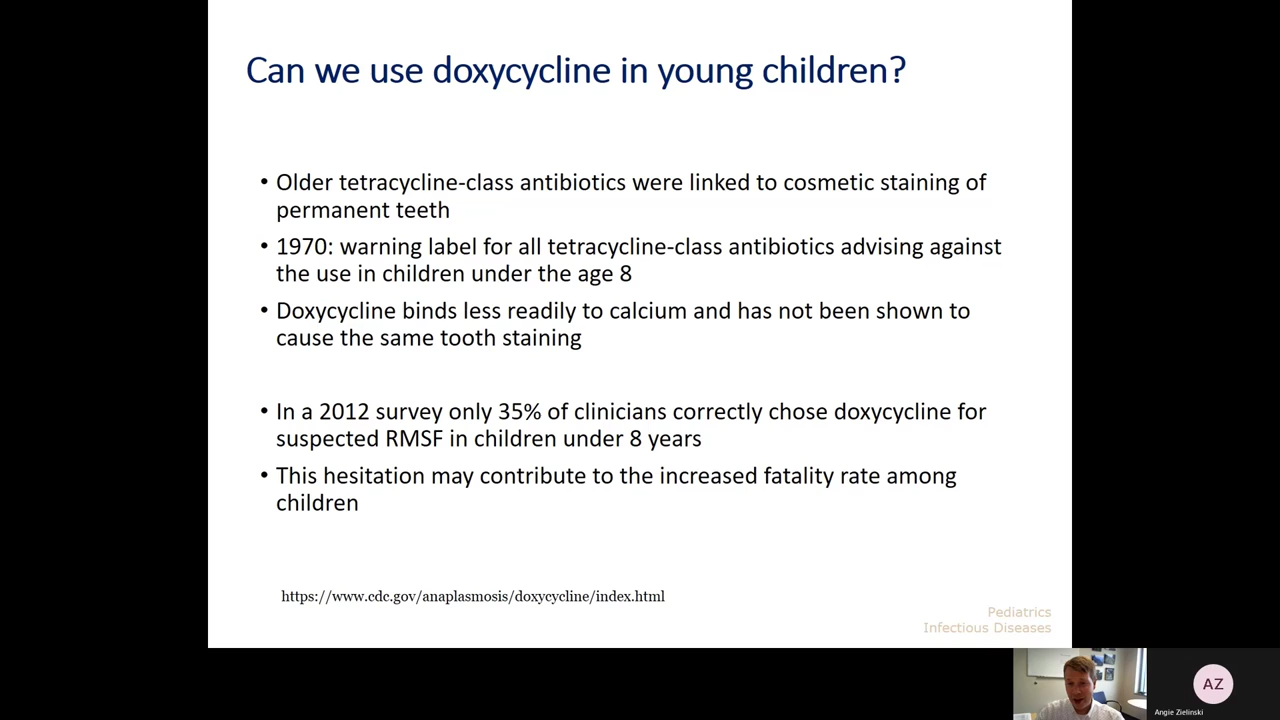 Can we use doxycycline in young children?
• Older tetracycline-class antibiotics were linked to cosmetic staining of
permanent teeth
• 1970: warning label for all tetracycline-class antibiotics advising against
the use in children under the age 8
• Doxycycline binds less readily to calcium and has not been shown to
cause the same tooth staining
• In a 2012 survey only 35% of clinicians correctly chose doxycycline for
suspected RMSF in children under 8 years
• This hesitation may contribute to the increased fatality rate among
children
https://www.cdc.gov/anaplasmosis/doxycycline/index.html
Pediatrics
Infectious Diseases
AZ
Angie Zielinski